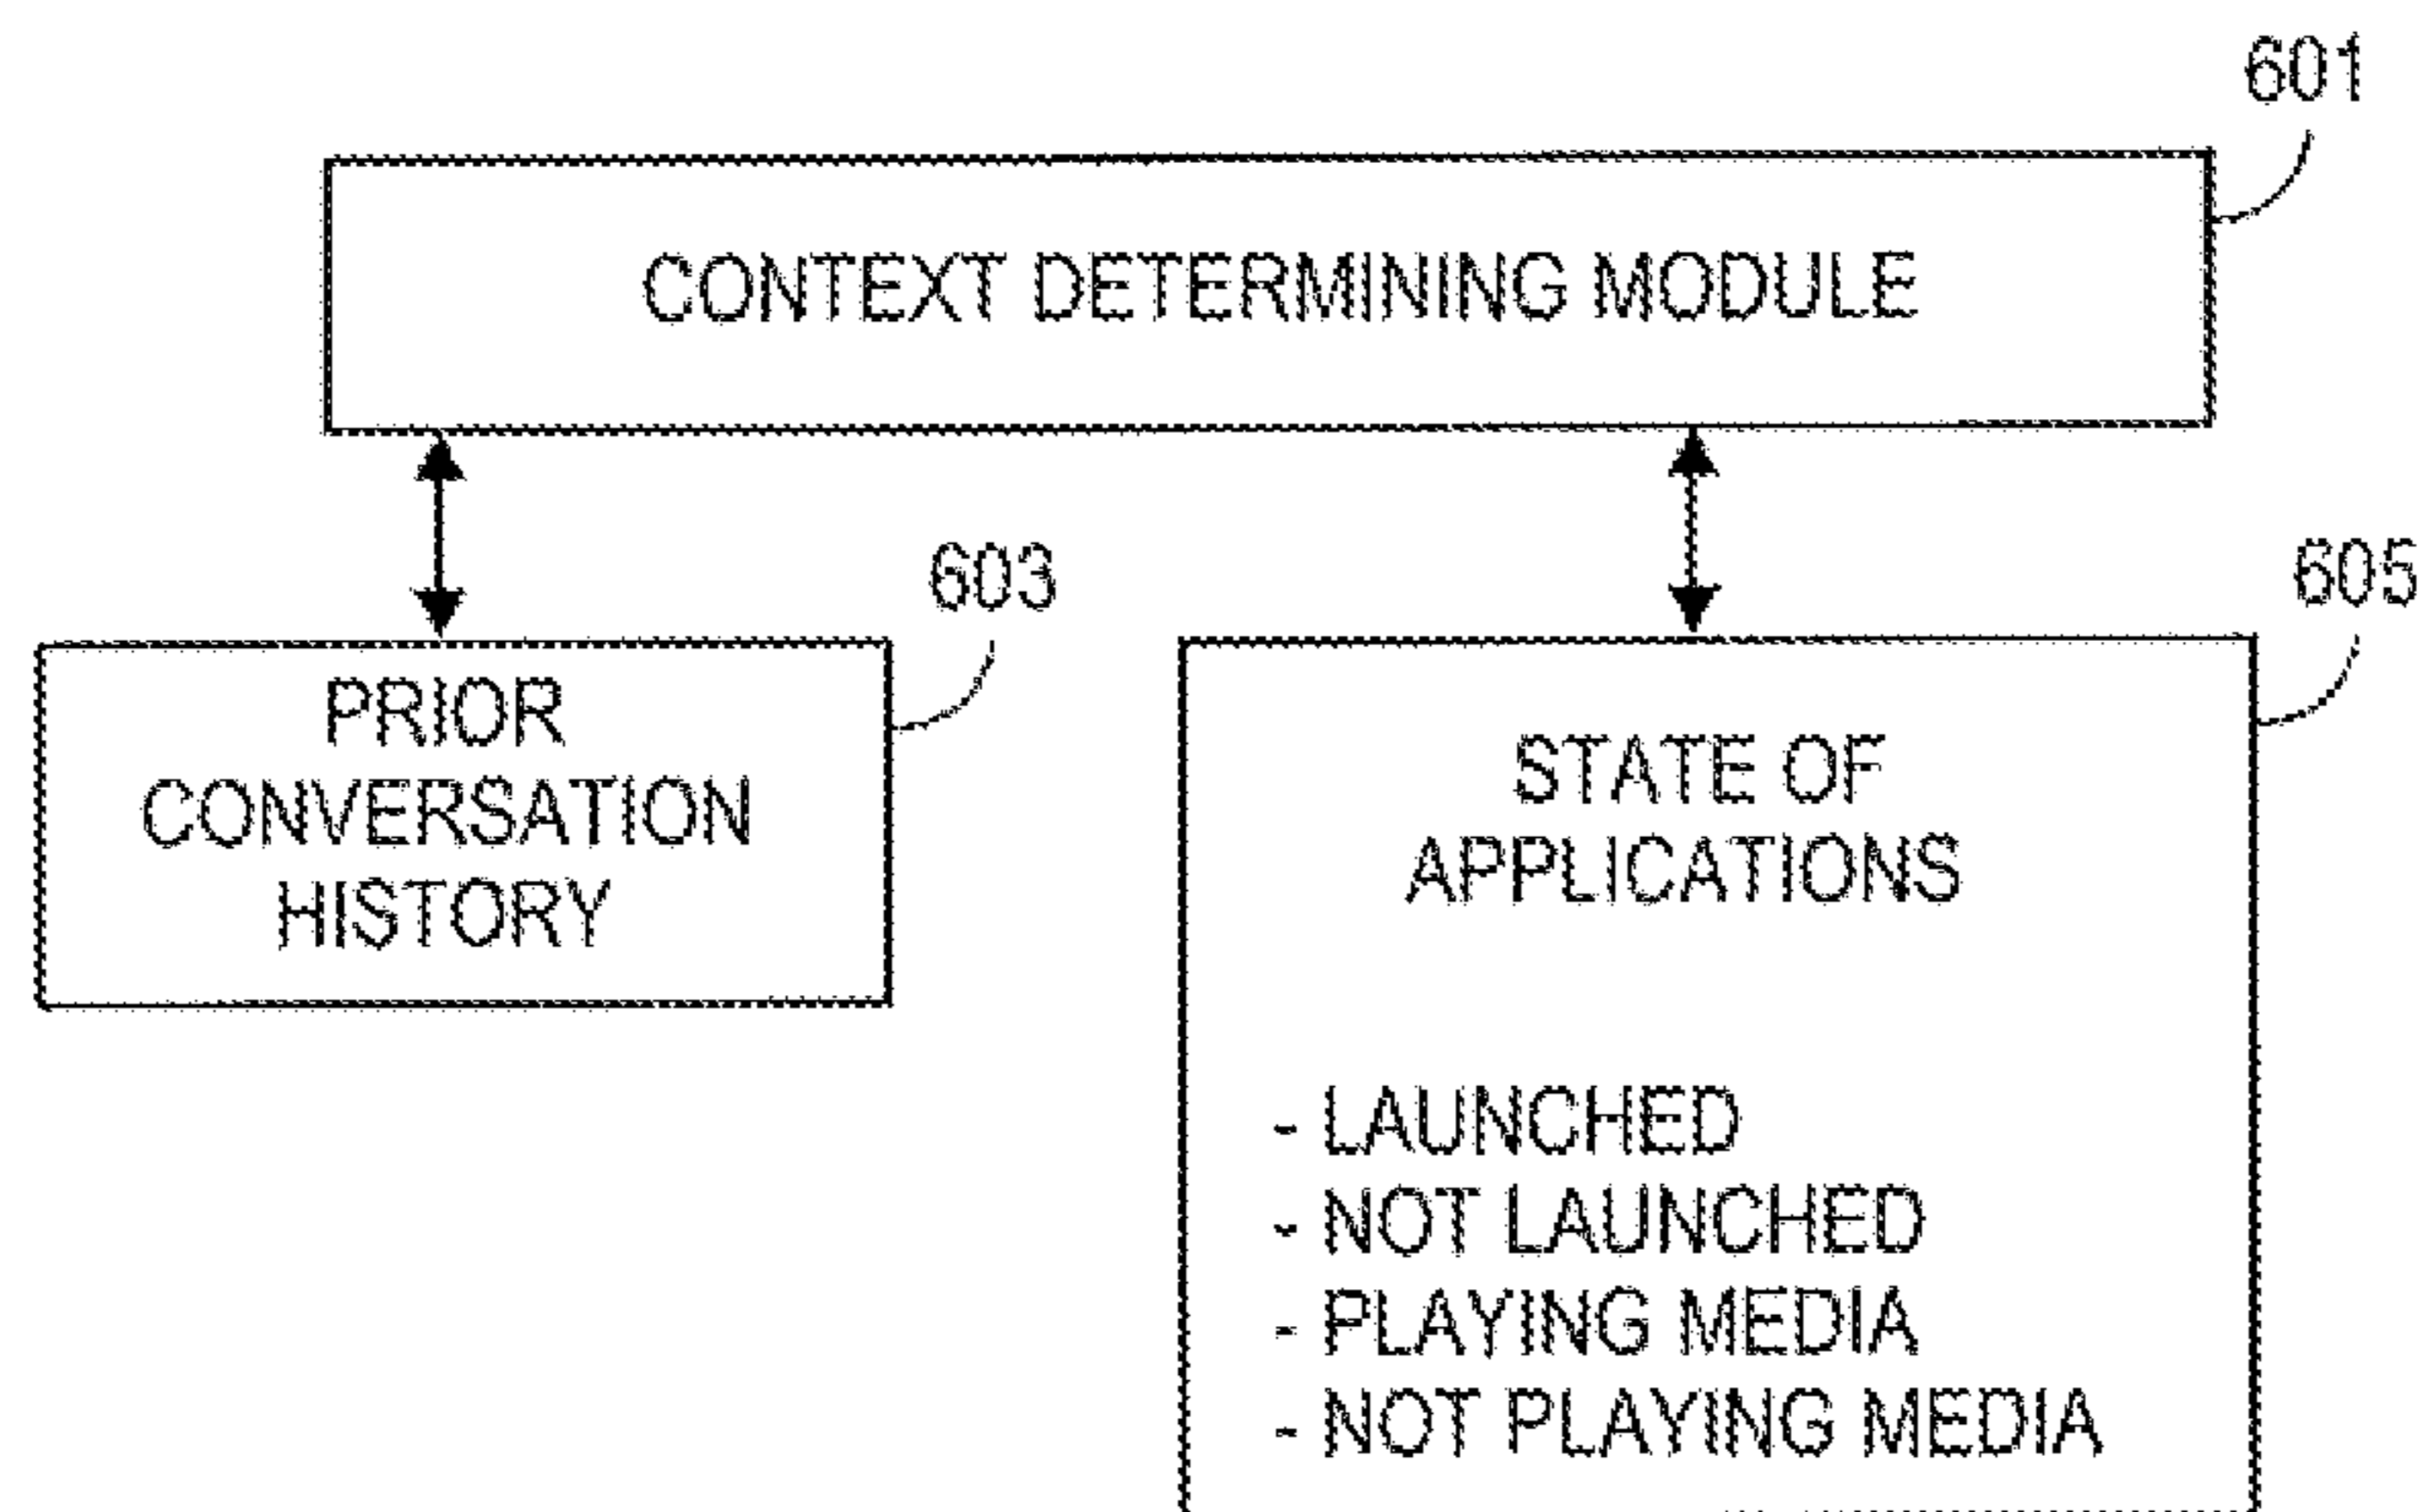 601
CONTEXT DETERMINING MODULE
603
605
PRIOR
CONVERSATION
HISTORY
STATE OF
APPLICATIONS
- LAUNCHED
- NOT LAUNCHED
- PLAYING MEDIA
- NOT PLAYING MEDIA